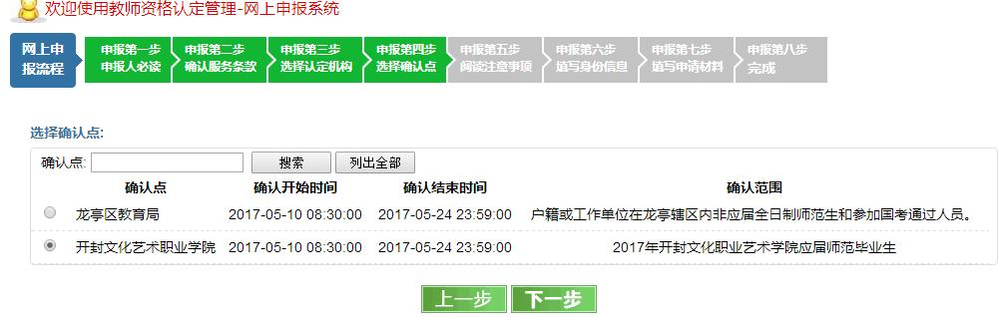 欢迎使用教师资格认定管理-网上申报系统
网上申报流程
申报第一步
申报人必读
申报第二步
确认服务条款
申报第三步
选择认定机构
申报第四步
选择确认点
申报第五步
阅读注意事项
申报第六步
填写身份信息
申报第七步
填写申请材料
申报第八步
完成
选择确认点:
确认点: 搜索 列出全部
确认点 确认开始时间 确认结束时间 确认范围
龙亭区教育局 2017-05-10 08:30:00 2017-05-24 23:59:00 户籍或工作单位在龙亭辖区内非应届全日制师范生和参加国考通过人员。
开封文化艺术职业学院 2017-05-10 08:30:00 2017-05-24 23:59:00 2017年开封文化职业艺术学院应届师范毕业生
上一步 下一步